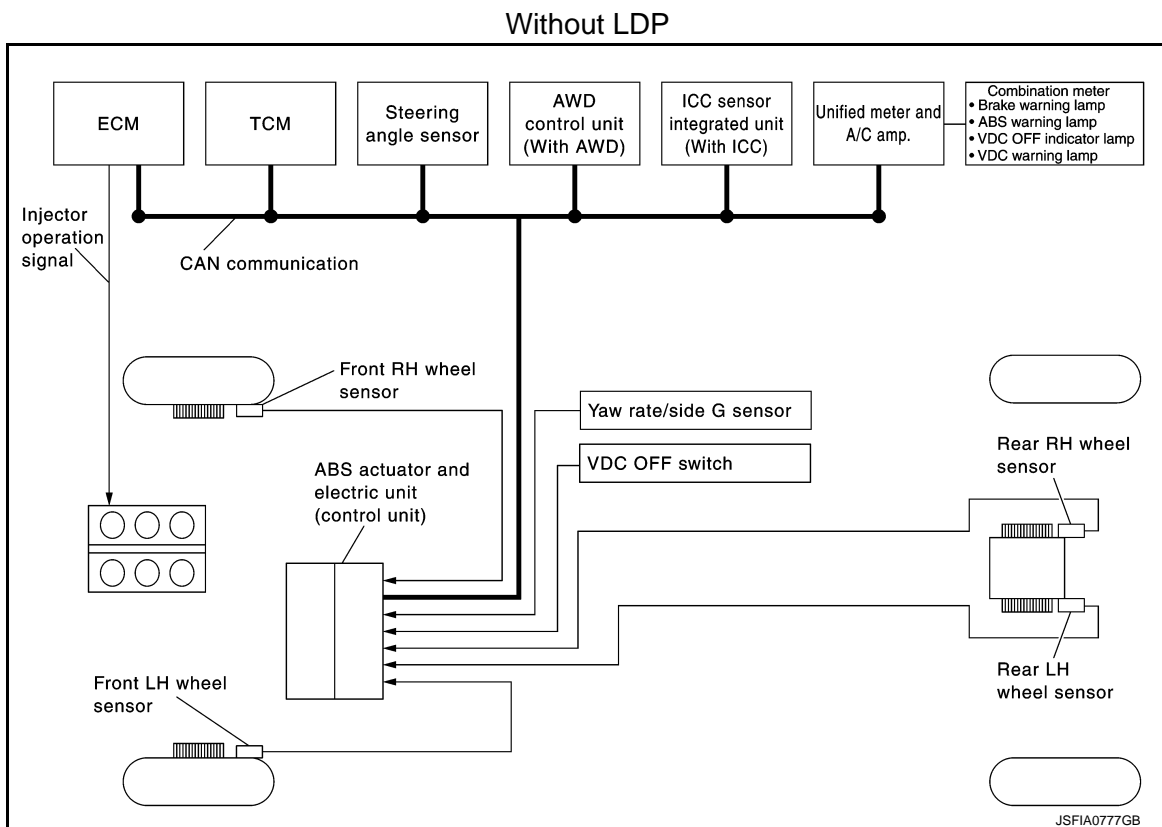 Without LDP
ECM
TCM
Steering
angle sensor
AWD
control unit
(With AWD)
ICC sensor
integrated unit
(With ICC)
Unified meter and
A/C amp.
Combination meter
• Brake warning lamp
• ABS warning lamp
• VDC OFF indicator lamp
• VDC warning lamp
Injector
operation
signal
CAN communication
Front RH wheel
sensor
Yaw rate/side G sensor
VDC OFF switch
Rear RH wheel
sensor
ABS actuator and
electric unit
(control unit)
Front LH wheel
sensor
Rear LH
wheel sensor
JSFIA0777GB